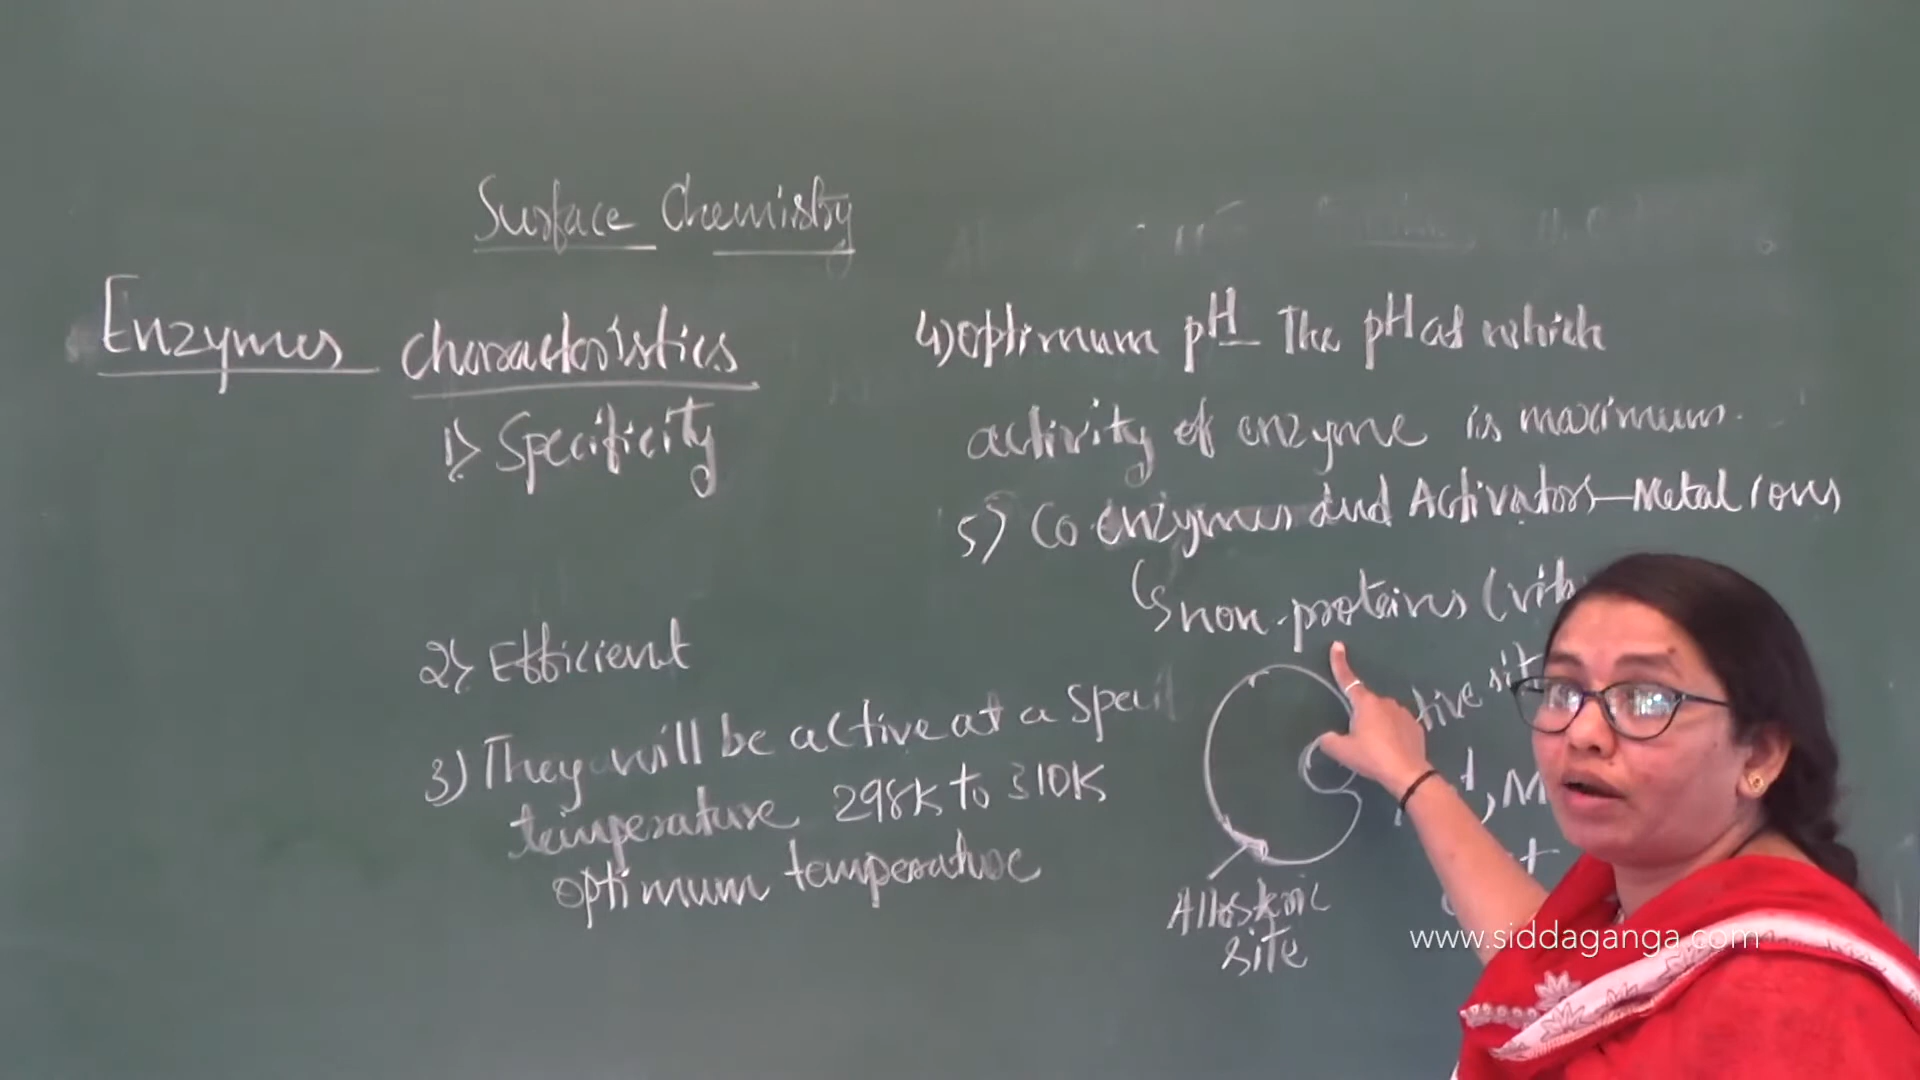 Surface Chemistry
Enzymes characteristics
1) Specificity
2) Efficient
3) They will be active at a
temperature 298K to 310K
optimum temperature
4) optimum pH - The pH at which
activity of enzyme is maximum.
5) Co enzymes and Activators - Metal ions
non-proteins
Allosteric
site
www.siddaganga.com